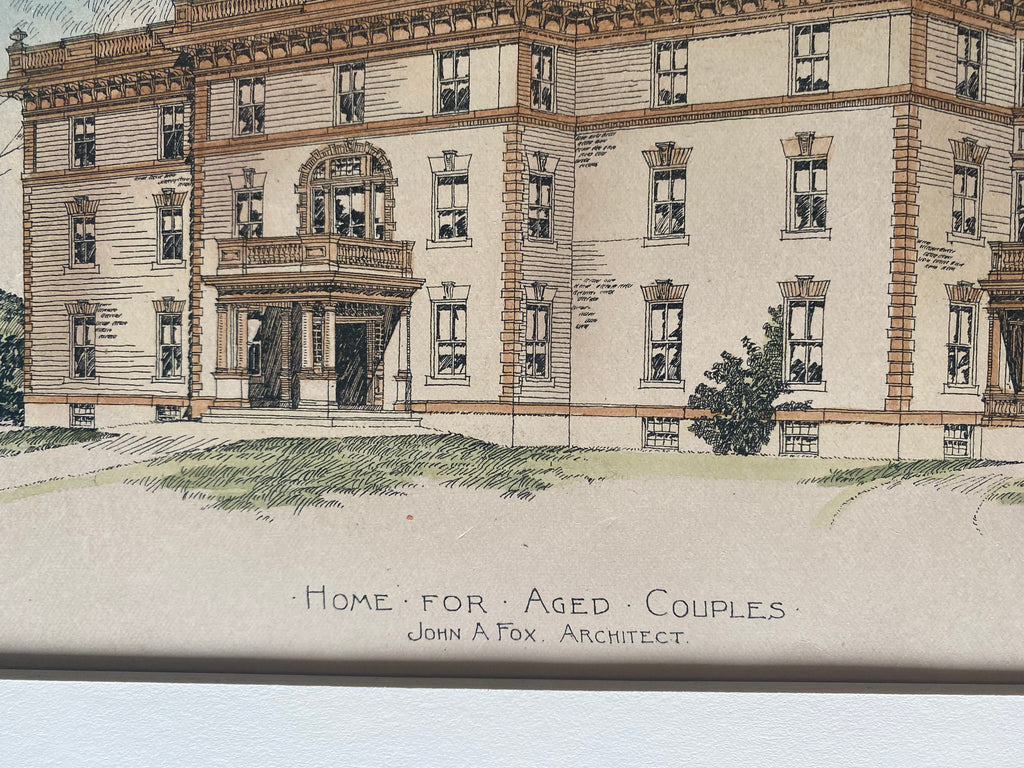 · HOME · FOR · AGED · COUPLES ·
JOHN A FOX. ARCHITECT.